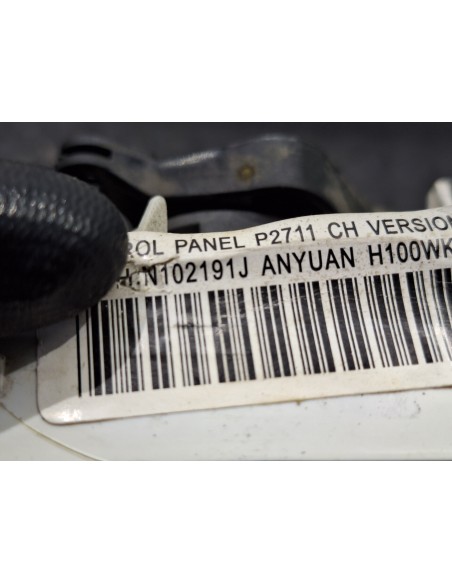 ROL PANEL P2711 CH VERSION
.N102191J ANYUAN H100WK